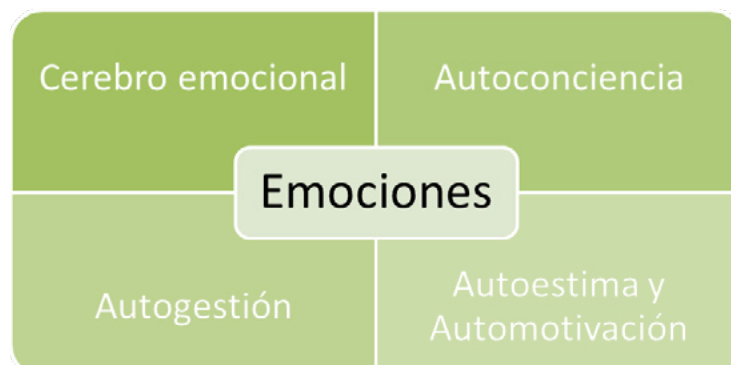 Cerebro emocional
Autoconciencia
Emociones
Autogestión
Autoestima y
Automotivación